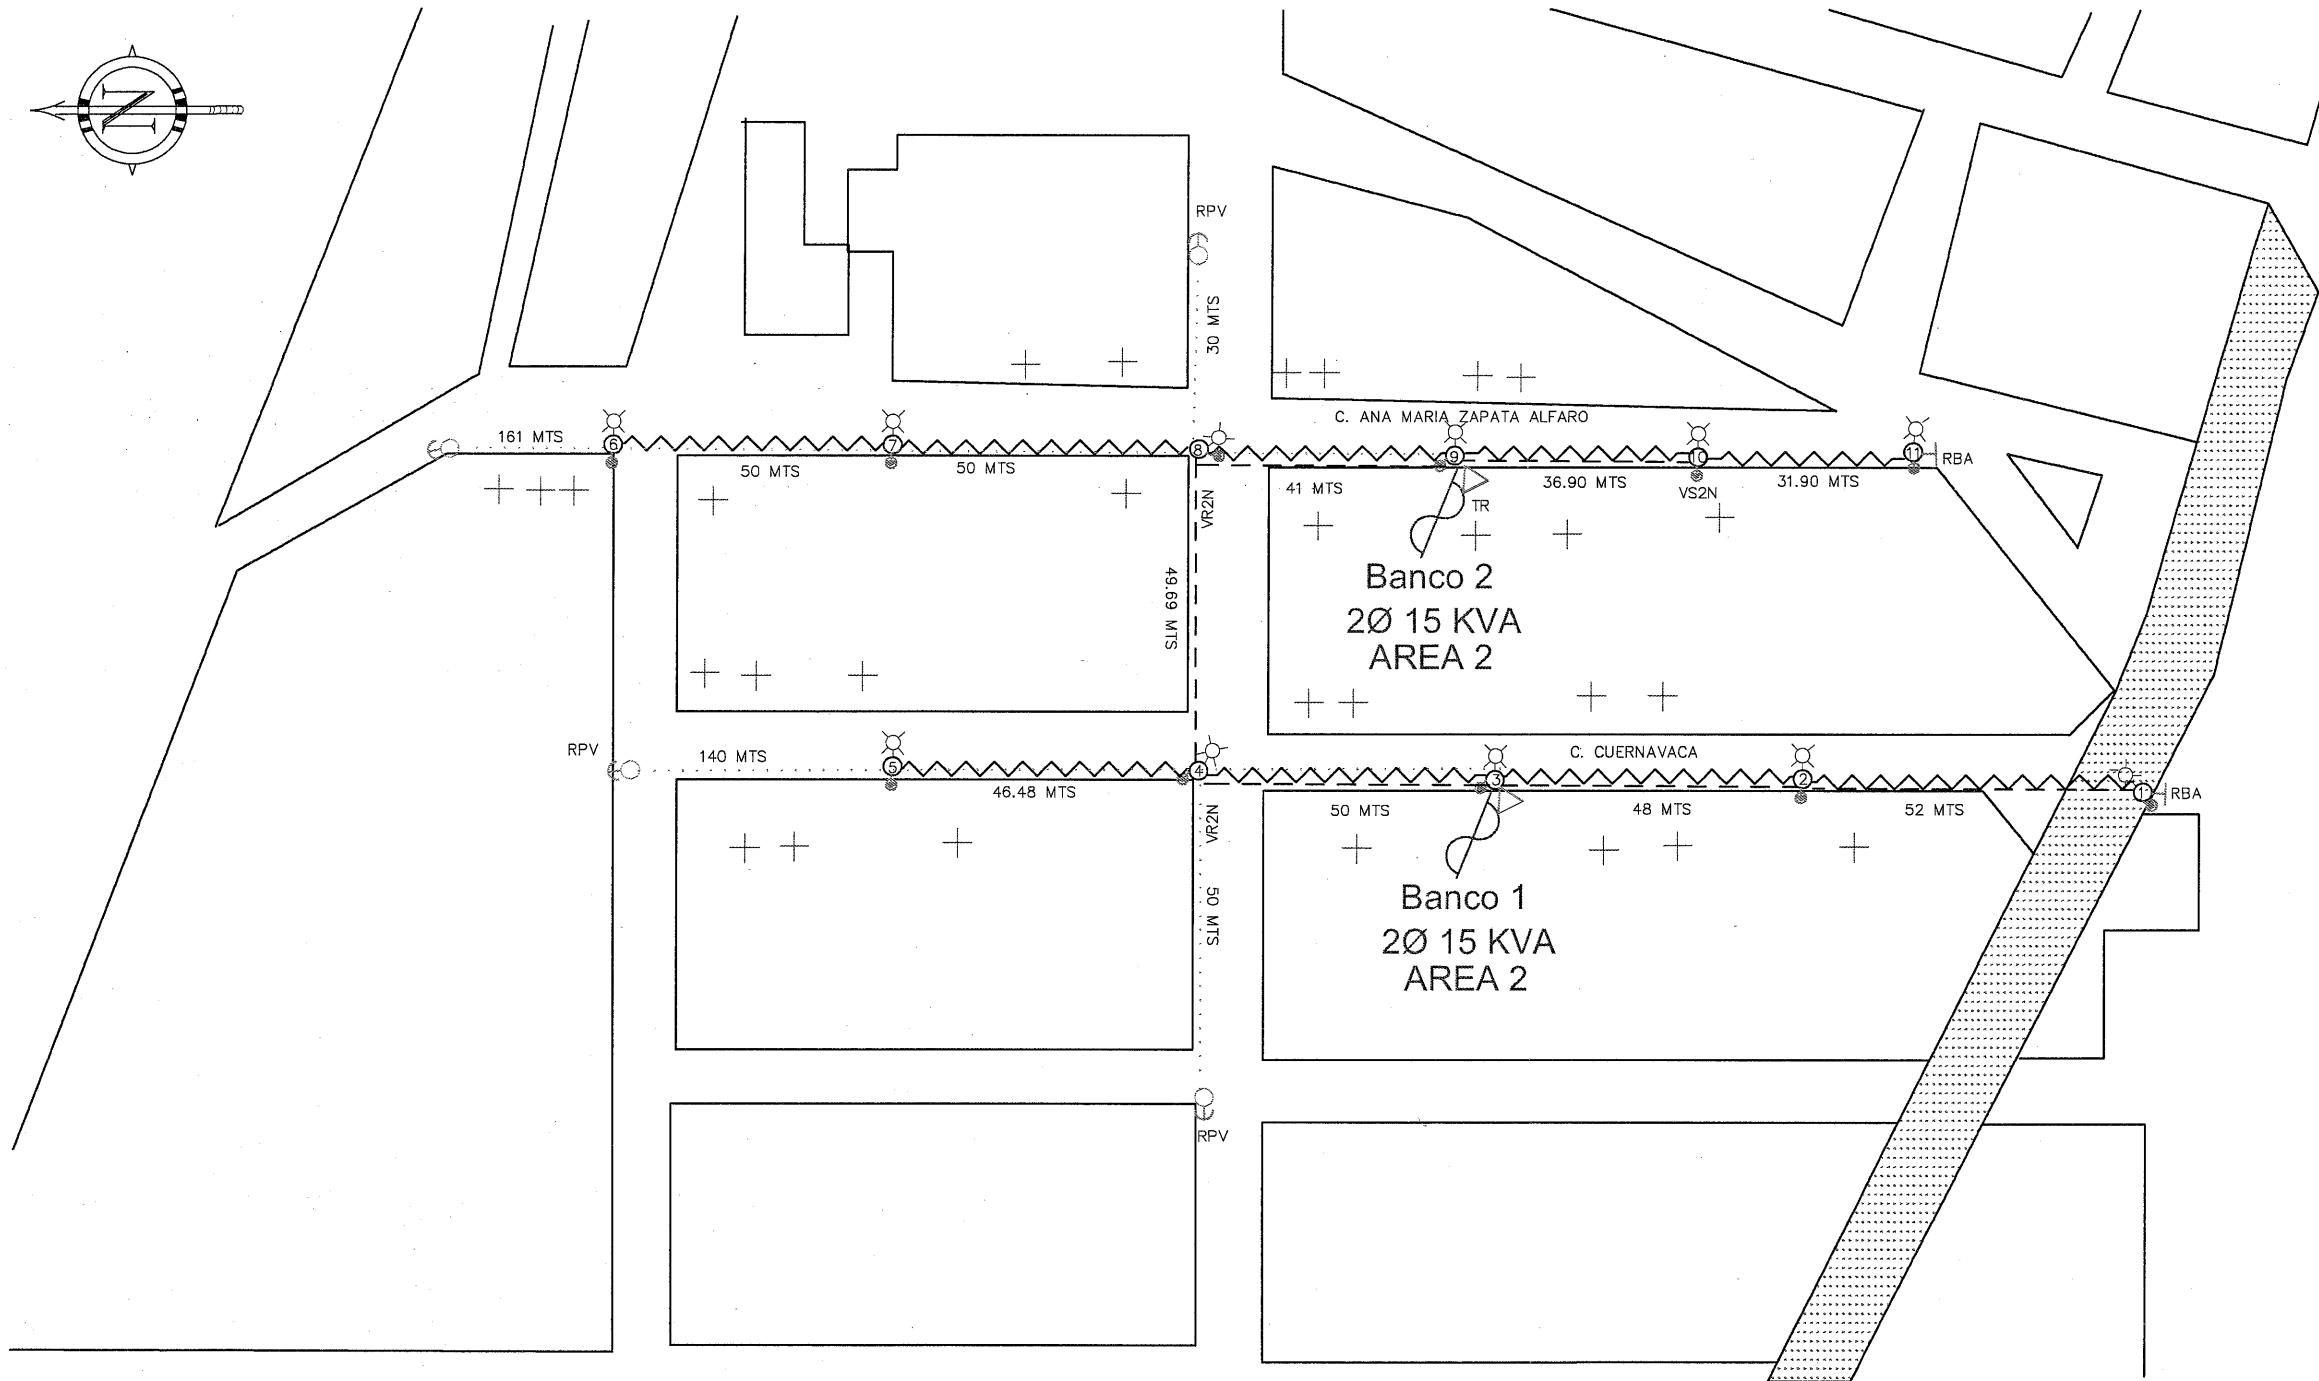 N
RPV
30 MTS
C. ANA MARIA ZAPATA ALFARO
161 MTS
6
7
8
9
10
11
RBA
50 MTS
50 MTS
41 MTS
36.90 MTS
VS2N
31.90 MTS
VR2N
TR
49.69 MTS
Banco 2
2Ø 15 KVA
AREA 2
RPV
140 MTS
C. CUERNAVACA
5
4
3
2
RBA
46.48 MTS
50 MTS
48 MTS
52 MTS
VR2N
50 MTS
Banco 1
2Ø 15 KVA
AREA 2
RPV